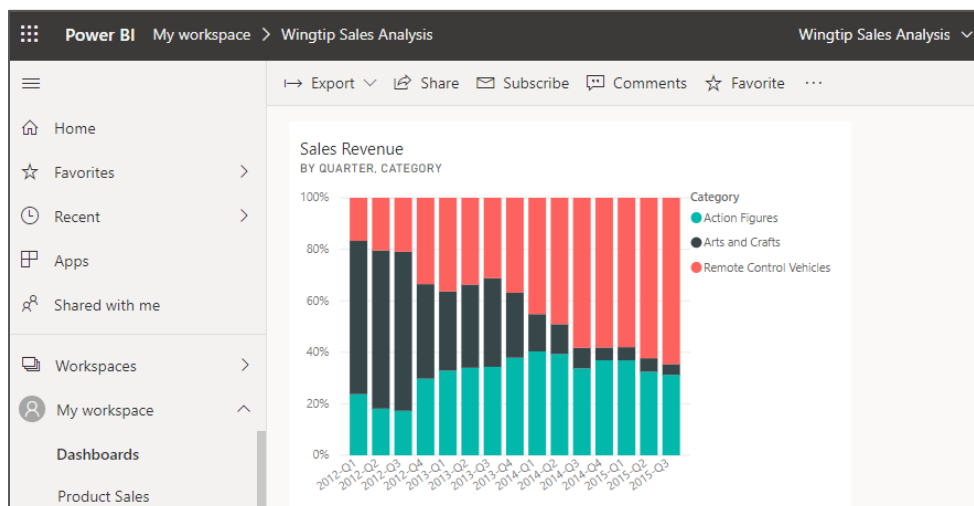 Power BI My workspace > Wingtip Sales Analysis Wingtip Sales Analysis
Export Share Subscribe Comments Favorite ...
Home
Favorites
Recent
Apps
Shared with me
Workspaces
My workspace
Dashboards
Product Sales
Sales Revenue
BY QUARTER, CATEGORY
100%
80%
60%
40%
20%
0%
2012-Q1
2012-Q2
2012-Q3
2012-Q4
2013-Q1
2013-Q2
2013-Q3
2013-Q4
2014-Q1
2014-Q2
2014-Q3
2014-Q4
2015-Q1
2015-Q2
2015-Q3
Category
Action Figures
Arts and Crafts
Remote Control Vehicles